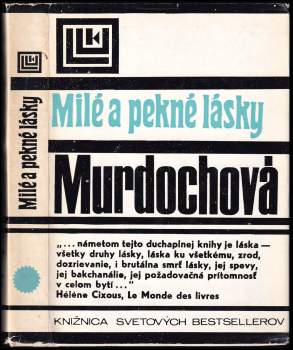 Milé a pekné lásky
Milé a pekné lásky
Murdochová
„...námetom tejto duchaplnej knihy je láska —
všetky druhy lásky, láska ku všetkému, zrod,
dozrievanie, i brutálna smrť lásky, jej spevy,
jej bakchanálie, jej požadovačná prítomnosť
v celom bytí...“
Hélène Cixous, Le Monde des livres
KNIŽNICA SVETOVÝCH BESTSELLEROV